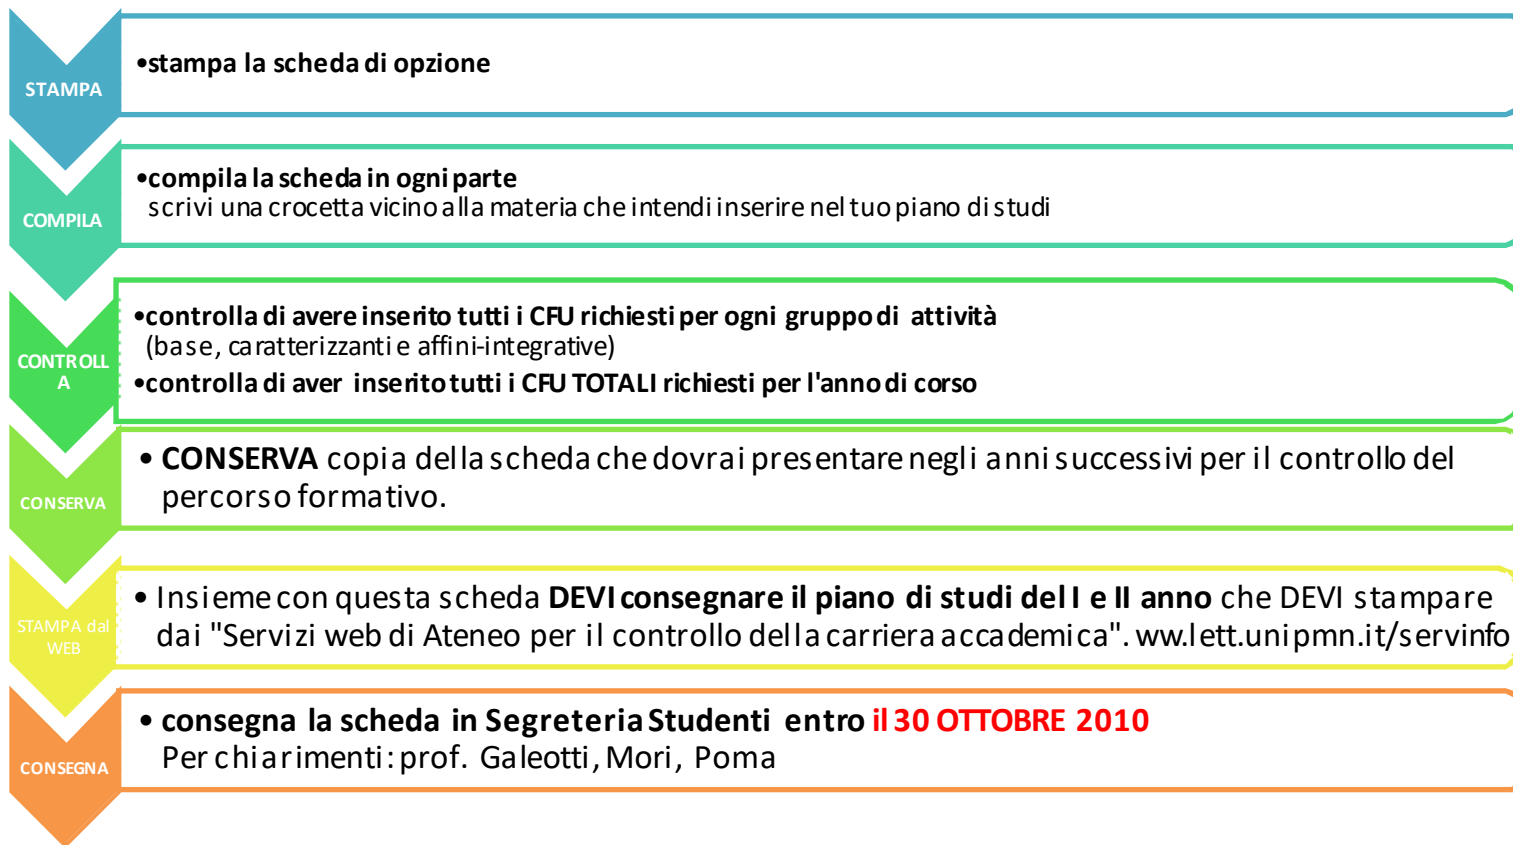 STAMPA
•stampa la scheda di opzione
COMPILA
•compila la scheda in ogni parte
scrivi una crocetta vicino alla materia che intendi inserire nel tuo piano di studi
CONTROLL
A
•controlla di avere inserito tutti i CFU richiesti per ogni gruppo di attività
(base, caratterizzanti e affini-integrative)
•controlla di aver inserito tutti i CFU TOTALI richiesti per l'anno di corso
CONSERVA
• CONSERVA copia della scheda che dovrai presentare negli anni successivi per il controllo del
percorso formativo.
STAMPA dal
WEB
• Insieme con questa scheda DEVI consegnare il piano di studi del I e II anno che DEVI stampare
dai "Servizi web di Ateneo per il controllo della carriera accademica". ww.lett.unipmn.it/servinfo
CONSEGNA
• consegna la scheda in Segreteria Studenti entro il 30 OTTOBRE 2010
Per chiarimenti: prof. Galeotti, Mori, Poma